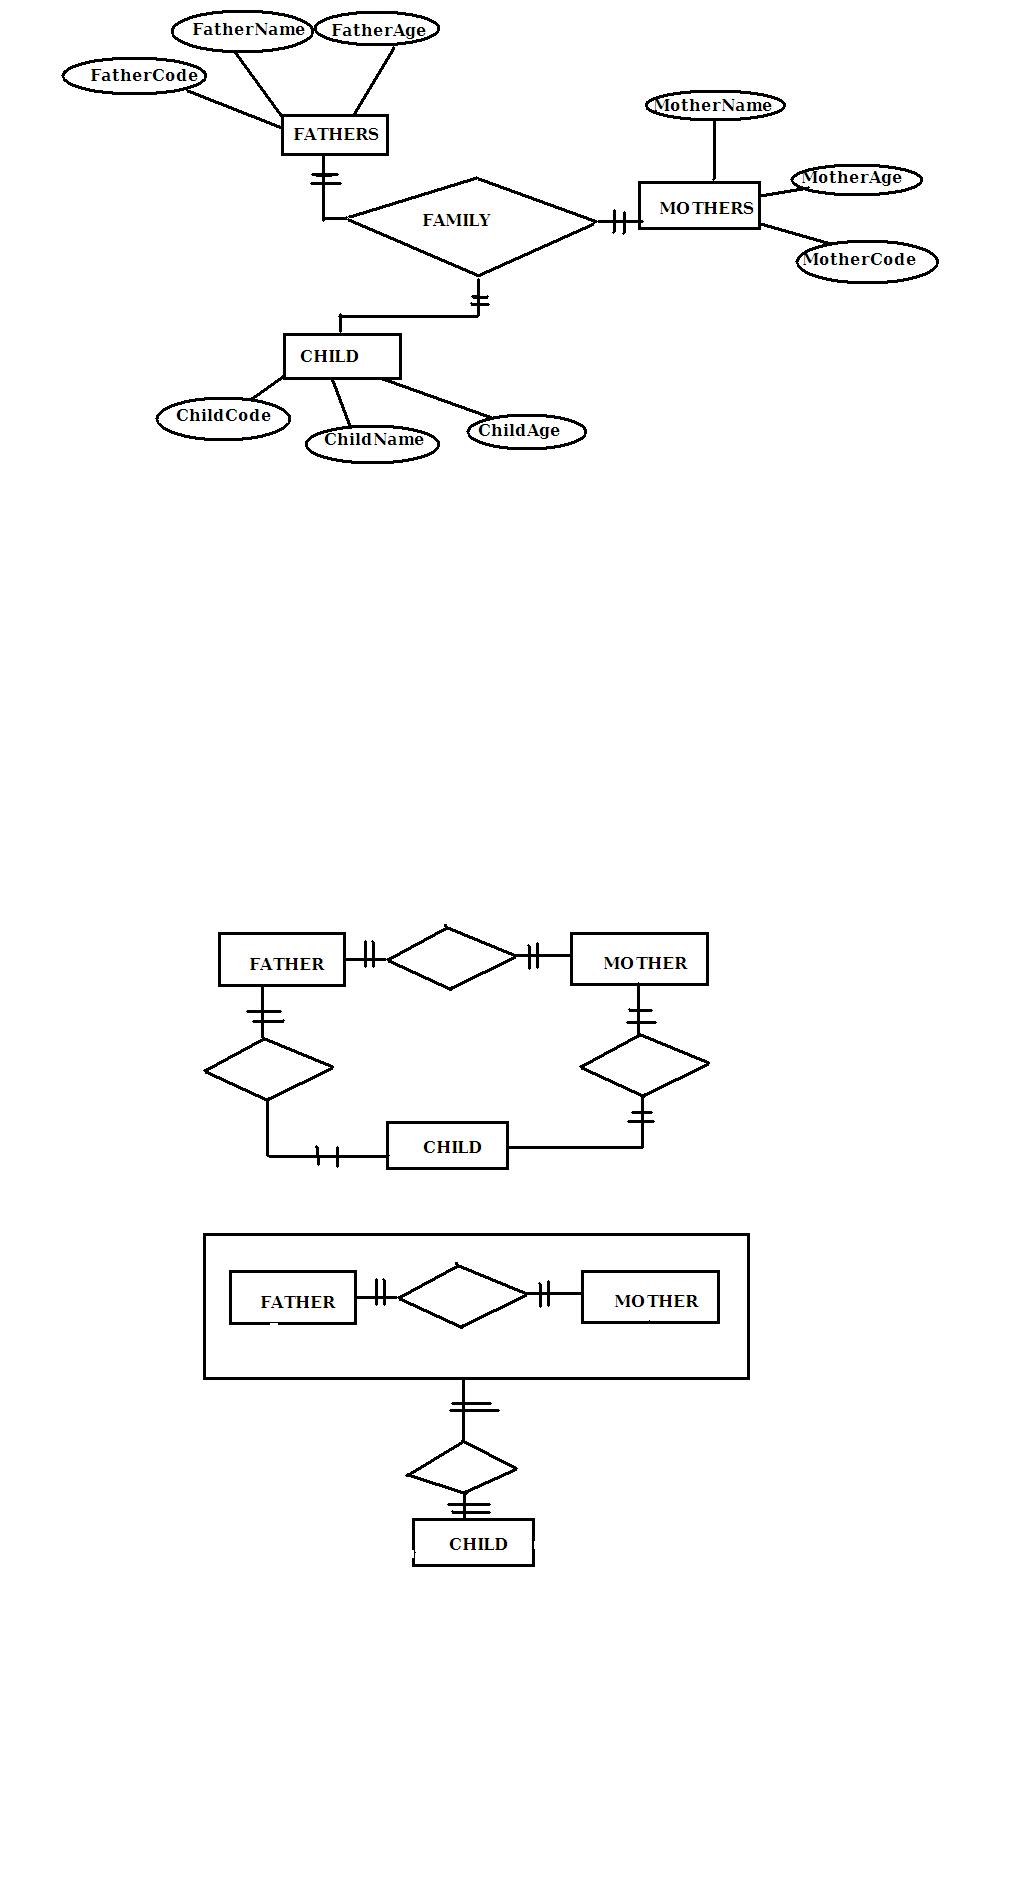 FatherName
FatherAge
FatherCode
FATHERS
MotherName
MotherAge
MOTHERS
FAMILY
MotherCode
CHILD
ChildCode
ChildName
ChildAge
FATHER
MOTHER
CHILD
FATHER
MOTHER
CHILD